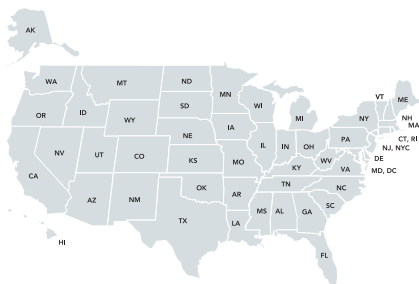 AK
WA
MT
ND
MN
VT
ME
OR
ID
SD
WI
MI
NY
NH
MA
WY
IA
PA
CT, RI
NE
IL
IN
OH
NJ, NYC
NV
UT
CO
KS
MO
WV
DE
KY
VA
MD, DC
CA
OK
TN
NC
AZ
NM
AR
SC
MS
AL
GA
TX
LA
HI
FL